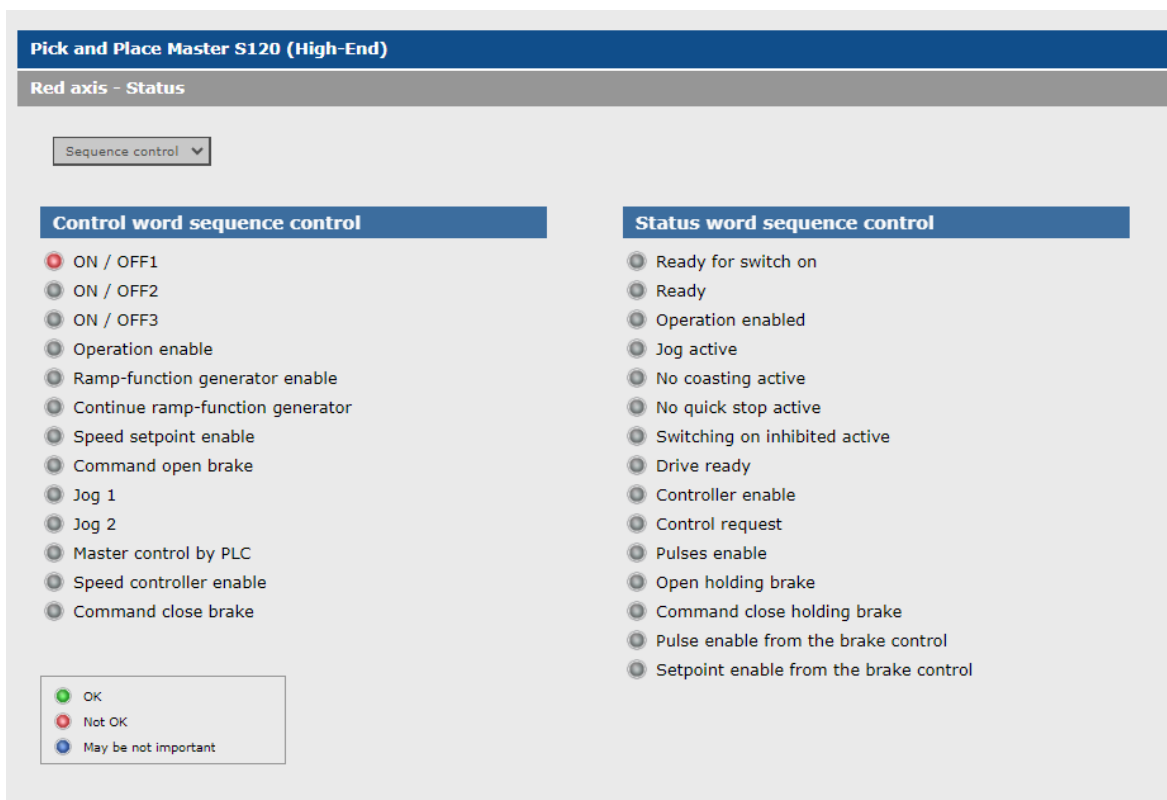 Pick and Place Master S120 (High-End)
Red axis - Status
Sequence control
Control word sequence control
ON / OFF1
ON / OFF2
ON / OFF3
Operation enable
Ramp-function generator enable
Continue ramp-function generator
Speed setpoint enable
Command open brake
Jog 1
Jog 2
Master control by PLC
Speed controller enable
Command close brake
Status word sequence control
Ready for switch on
Ready
Operation enabled
Jog active
No coasting active
No quick stop active
Switching on inhibited active
Drive ready
Controller enable
Control request
Pulses enable
Open holding brake
Command close holding brake
Pulse enable from the brake control
Setpoint enable from the brake control
OK
Not OK
May be not important